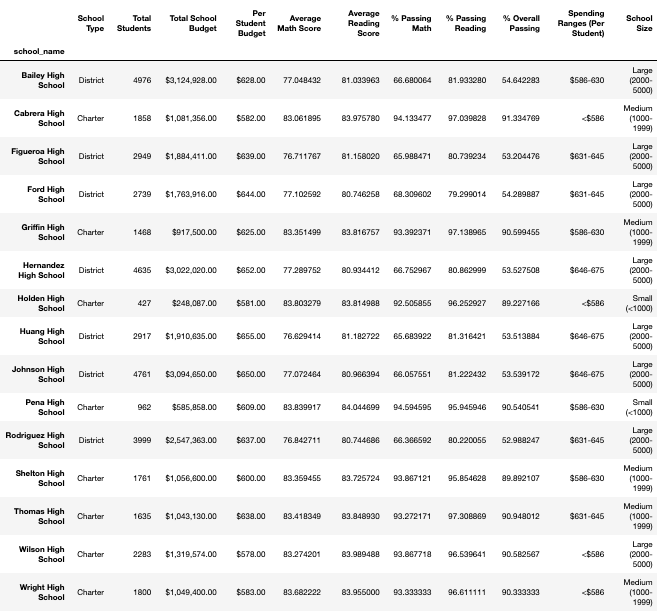 School Type Total Students Total School Budget Per Student Budget Average Math Score Average Reading Score % Passing Math % Passing Reading % Overall Passing Spending Ranges (Per Student) School Size
school_name
Bailey High School District 4976 $3,124,928.00 $628.00 77.048432 81.033963 66.680064 81.933280 54.642283 $586-630 Large (2000-5000)
Cabrera High School Charter 1858 $1,081,356.00 $582.00 83.061895 83.975780 94.133477 97.039828 91.334769 <$586 Medium (1000-1999)
Figueroa High School District 2949 $1,884,411.00 $639.00 76.711767 81.158020 65.988471 80.739234 53.204476 $631-645 Large (2000-5000)
Ford High School District 2739 $1,763,916.00 $644.00 77.102592 80.746258 68.309602 79.299014 54.289887 $631-645 Large (2000-5000)
Griffin High School Charter 1468 $917,500.00 $625.00 83.351499 83.816757 93.392371 97.138965 90.599455 $586-630 Medium (1000-1999)
Hernandez High School District 4635 $3,022,020.00 $652.00 77.289752 80.934412 66.752967 80.862999 53.527508 $646-675 Large (2000-5000)
Holden High School Charter 427 $248,087.00 $581.00 83.803279 83.814988 92.505855 96.252927 89.227166 <$586 Small (<1000)
Huang High School District 2917 $1,910,635.00 $655.00 76.629414 81.182722 65.683922 81.316421 53.513884 $646-675 Large (2000-5000)
Johnson High School District 4761 $3,094,650.00 $650.00 77.072464 80.966394 66.057551 81.222432 53.539172 $646-675 Large (2000-5000)
Pena High School Charter 962 $585,858.00 $609.00 83.839917 84.044699 94.594595 95.945946 90.540541 $586-630 Small (<1000)
Rodriguez High School District 3999 $2,547,363.00 $637.00 76.842711 80.744686 66.366592 80.220055 52.988247 $631-645 Large (2000-5000)
Shelton High School Charter 1761 $1,056,600.00 $600.00 83.359455 83.725724 93.867121 95.854628 89.892107 $586-630 Medium (1000-1999)
Thomas High School Charter 1635 $1,043,130.00 $638.00 83.418349 83.848930 93.272171 97.308869 90.948012 $631-645 Medium (1000-1999)
Wilson High School Charter 2283 $1,319,574.00 $578.00 83.274201 83.989488 93.867718 96.539641 90.582567 <$586 Large (2000-5000)
Wright High School Charter 1800 $1,049,400.00 $583.00 83.682222 83.955000 93.333333 96.611111 90.333333 <$586 Medium (1000-1999)